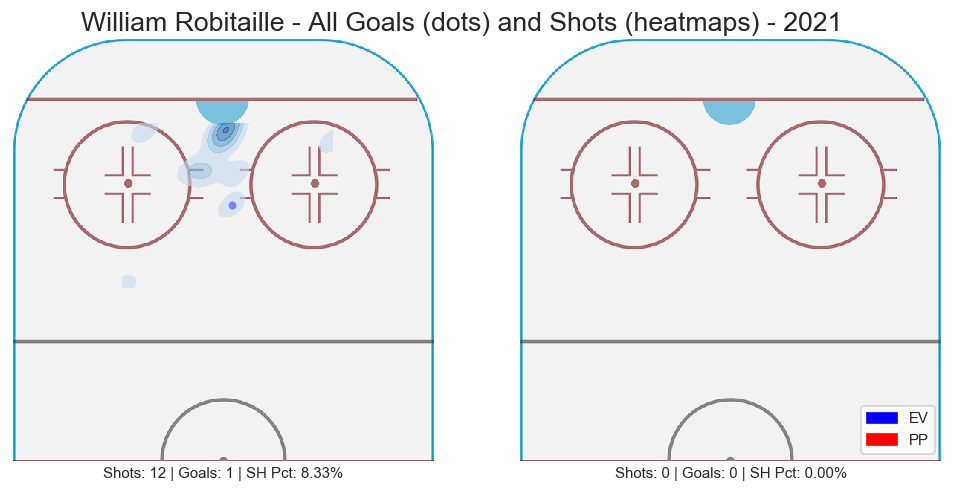 William Robitaille - All Goals (dots) and Shots (heatmaps) - 2021
EV
PP
Shots: 12 | Goals: 1 | SH Pct: 8.33%
Shots: 0 | Goals: 0 | SH Pct: 0.00%